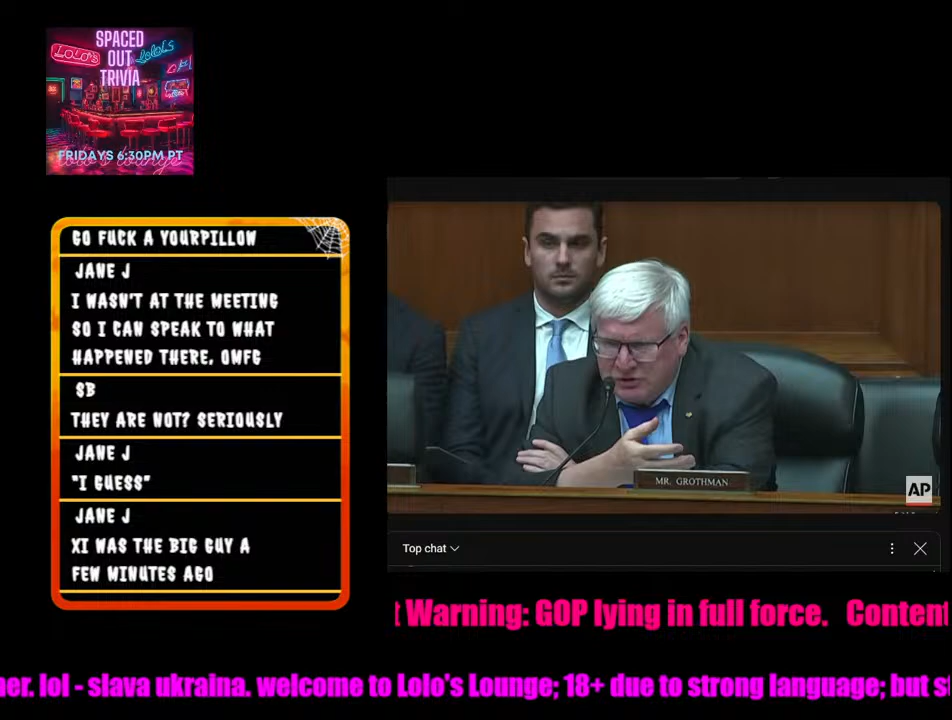 SPACED
OUT
TRIVIA
LOLO'S
FRIDAYS 6:30PM PT
GO FUCK A YOURPILLOW
JANE J
I WASN'T AT THE MEETING
SO I CAN SPEAK TO WHAT
HAPPENED THERE. OMFG
SB
THEY ARE NOT? SERIOUSLY
JANE J
"I GUESS"
JANE J
XI WAS THE BIG GUY A
FEW MINUTES AGO
MR. GROTHMAN
AP
Top chat
t Warning: GOP lying in full force. Content
her. lol - slava ukraina. welcome to Lolo's Lounge; 18+ due to strong language; but s